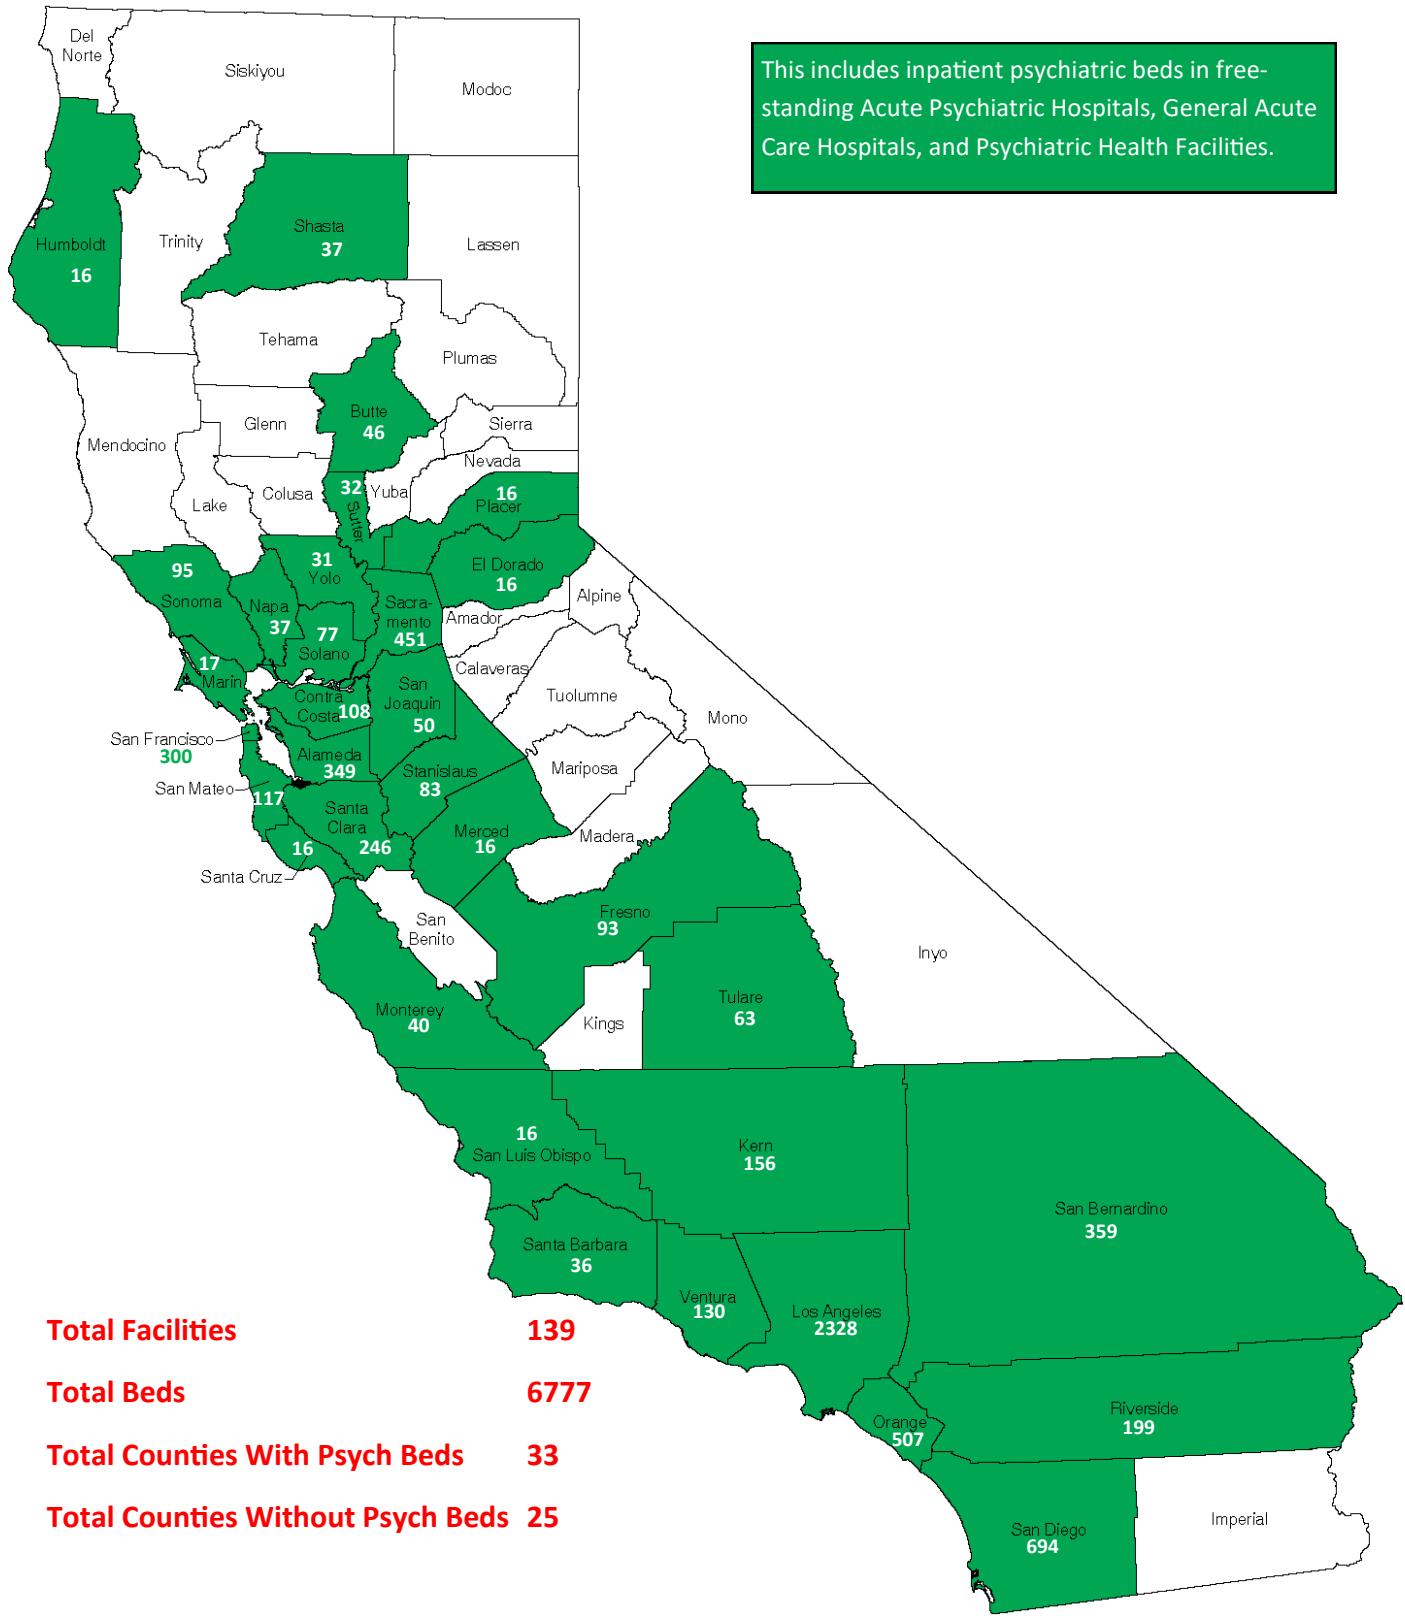 Del
Norte
Siskiyou
Modoc
This includes inpatient psychiatric beds in free-
standing Acute Psychiatric Hospitals, General Acute
Care Hospitals, and Psychiatric Health Facilities.
Humboldt
16
Trinity
Shasta
37
Lassen
Tehama
Plumas
Mendocino
Glenn
Butte
46
Sierra
Nevada
Lake
Colusa
32
Sutter
Yuba
16
Placer
95
Sonoma
Napa
37
31
Yolo
77
Solano
Sacra-
mento
451
El Dorado
16
Amador
Alpine
17
Marin
Contra
Costa
108
San
Joaquin
50
Calaveras
Tuolumne
Mono
San Francisco
300
Alameda
349
Stanislaus
83
Mariposa
San Mateo
117
Santa
Clara
246
Merced
16
Madera
16
Santa Cruz
San
Benito
Fresno
93
Inyo
Monterey
40
Kings
Tulare
63
16
San Luis Obispo
Kern
156
San Bernardino
359
Santa Barbara
36
Ventura
130
Los Angeles
2328
Orange
507
Riverside
199
San Diego
694
Imperial
Total Facilities 139
Total Beds 6777
Total Counties With Psych Beds 33
Total Counties Without Psych Beds 25